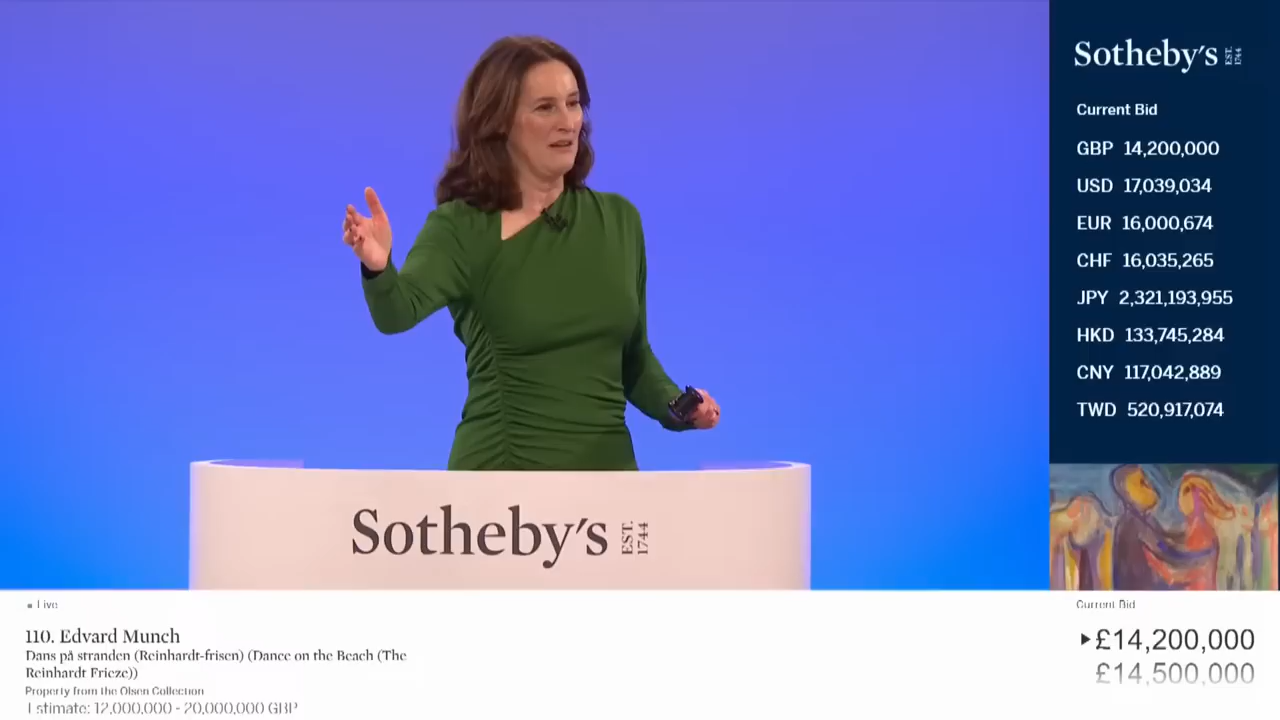 Sotheby's EST. 1744
Current Bid
GBP 14,200,000
USD 17,039,034
EUR 16,000,674
CHF 16,035,265
JPY 2,321,193,955
HKD 133,745,284
CNY 117,042,889
TWD 520,917,074
Sotheby's EST. 1744
Live
110. Edvard Munch
Dans på stranden (Reinhardt-frisen) (Dance on the Beach (The
Reinhardt Frieze))
Property from the Olsen Collection
Estimate: 12,000,000 - 20,000,000 GBP
Current Bid
£14,200,000
£14,500,000